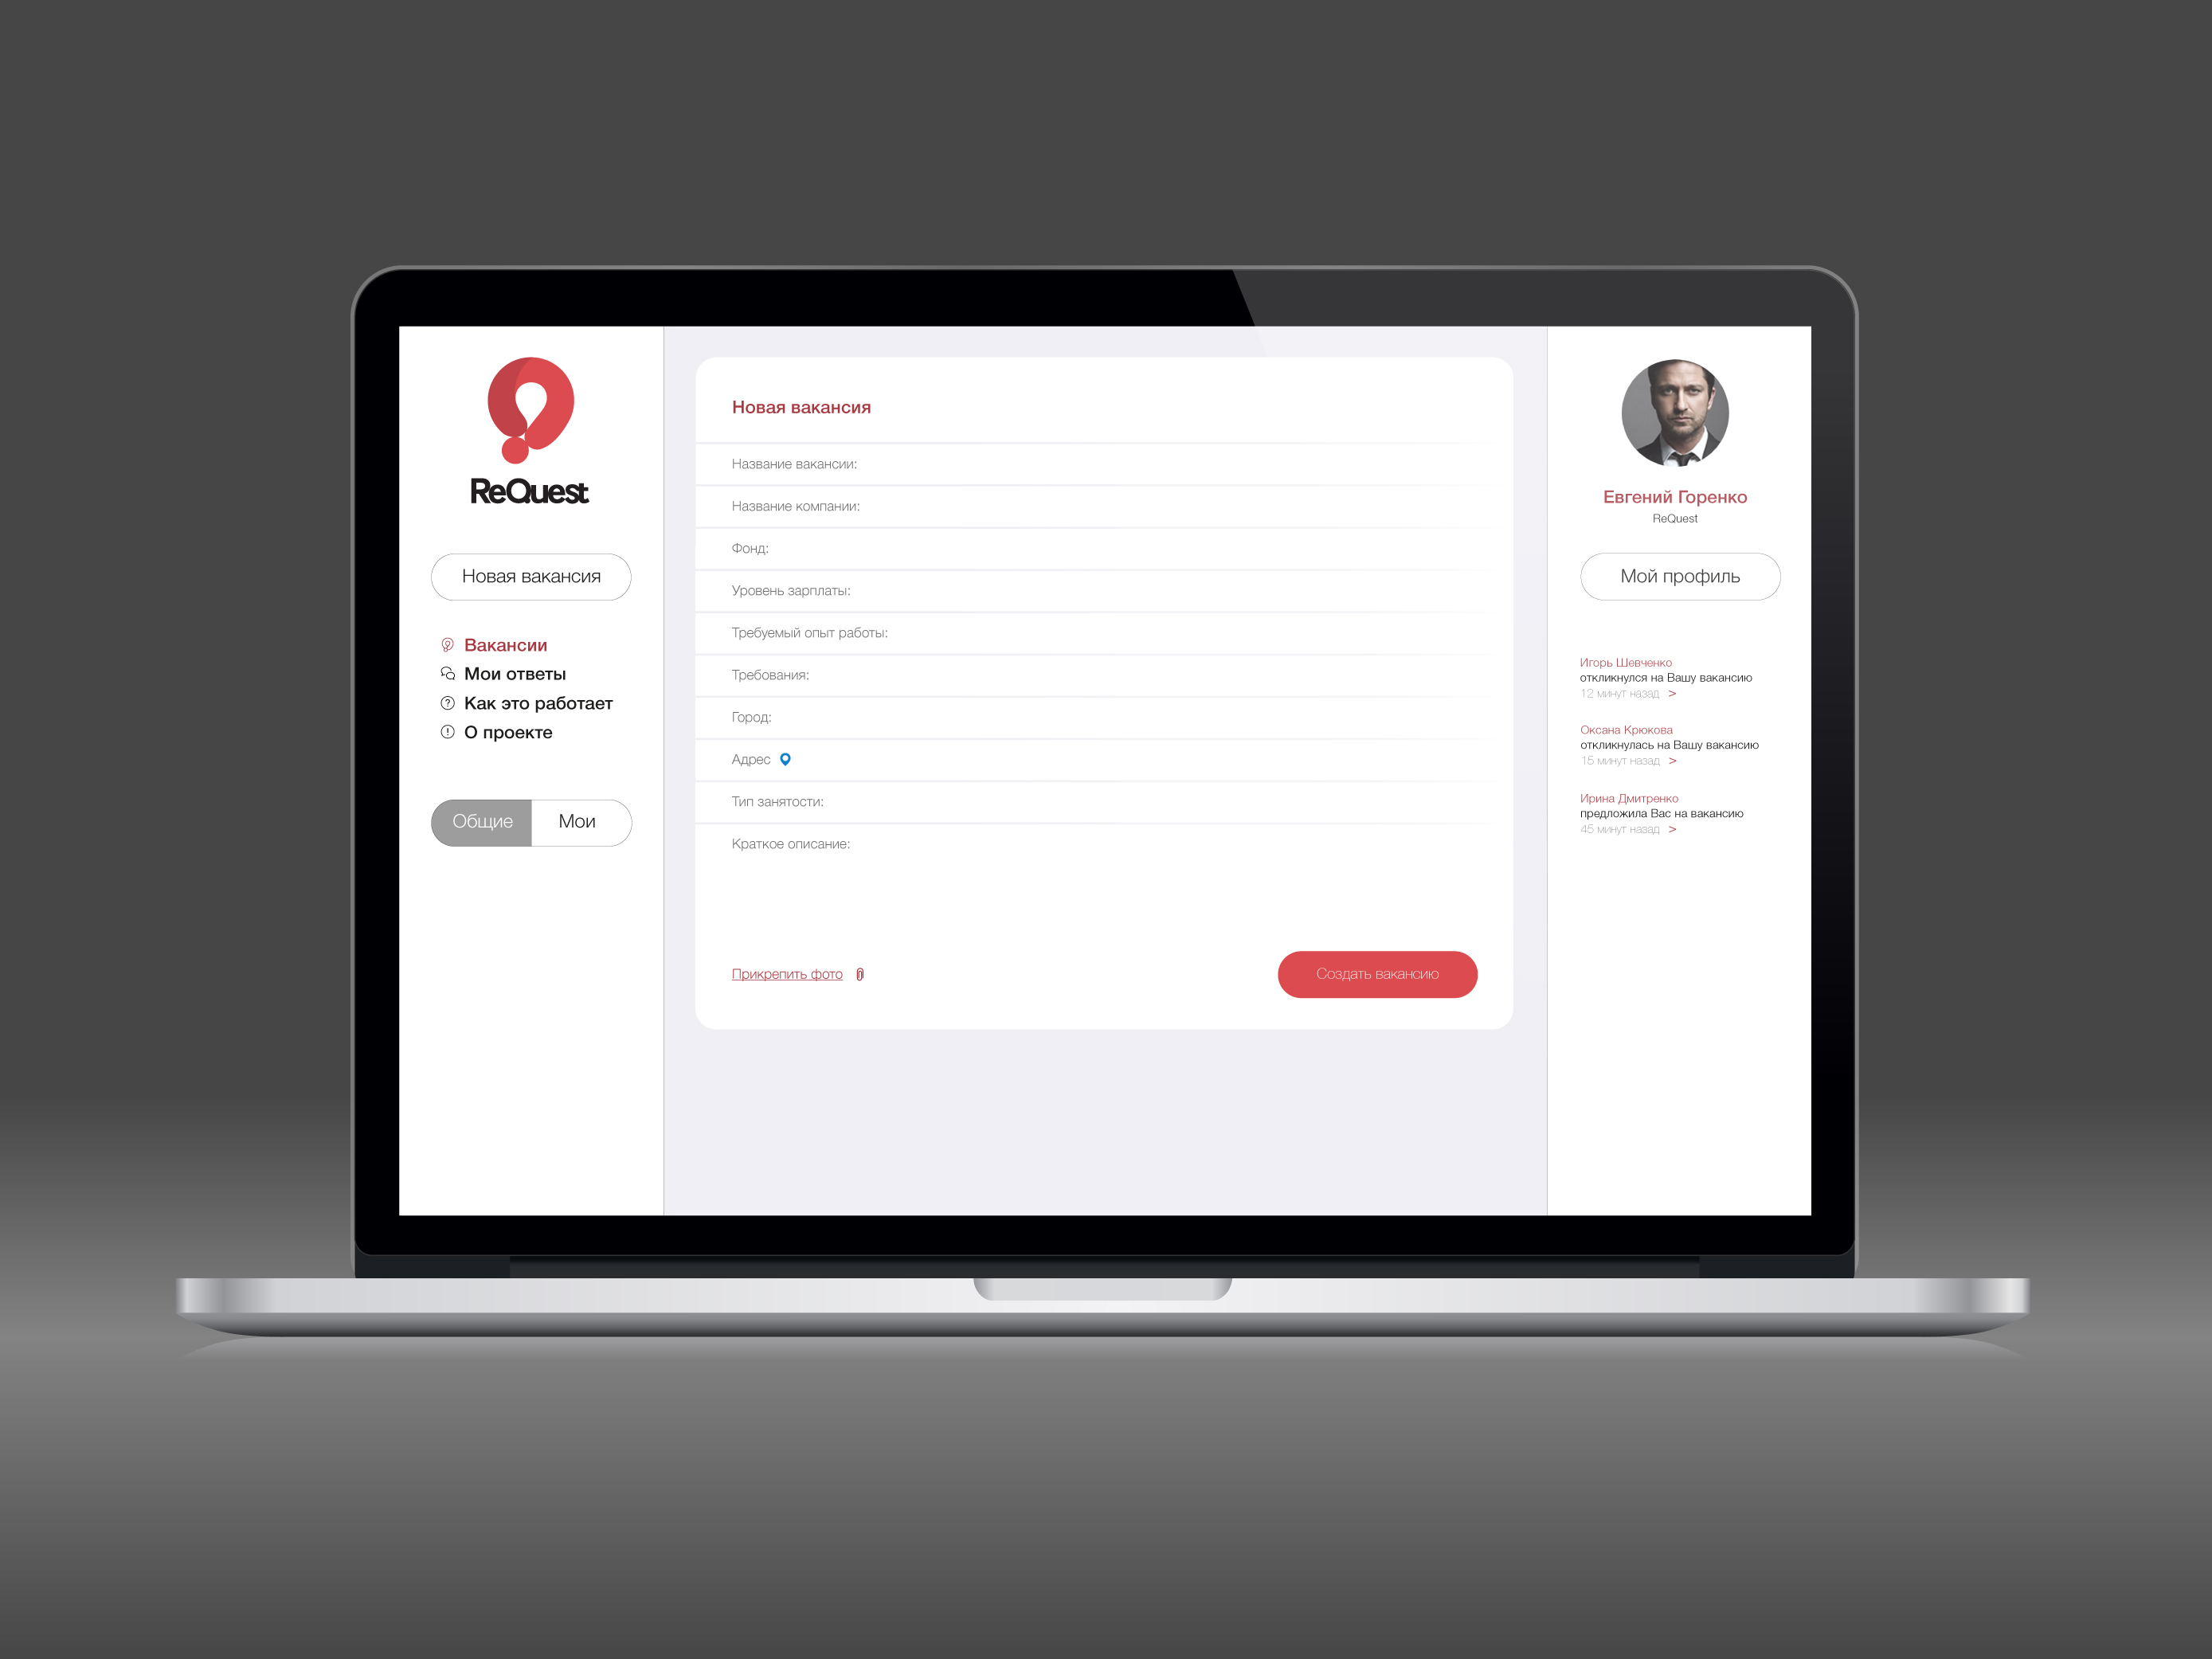 ReQuest
Новая вакансия
Вакансии
Мои ответы
Как это работает
О проекте
Общие Мои
Новая вакансия
Название вакансии:
Название компании:
Фонд:
Уровень зарплаты:
Требуемый опыт работы:
Требования:
Город:
Адрес
Тип занятости:
Краткое описание:
Прикрепить фото
Создать вакансию
Евгений Горенко
ReQuest
Мой профиль
Игорь Шевченко
откликнулся на Вашу вакансию
12 минут назад >
Оксана Крюкова
откликнулась на Вашу вакансию
15 минут назад >
Ирина Дмитренко
предложила Вас на вакансию
45 минут назад >